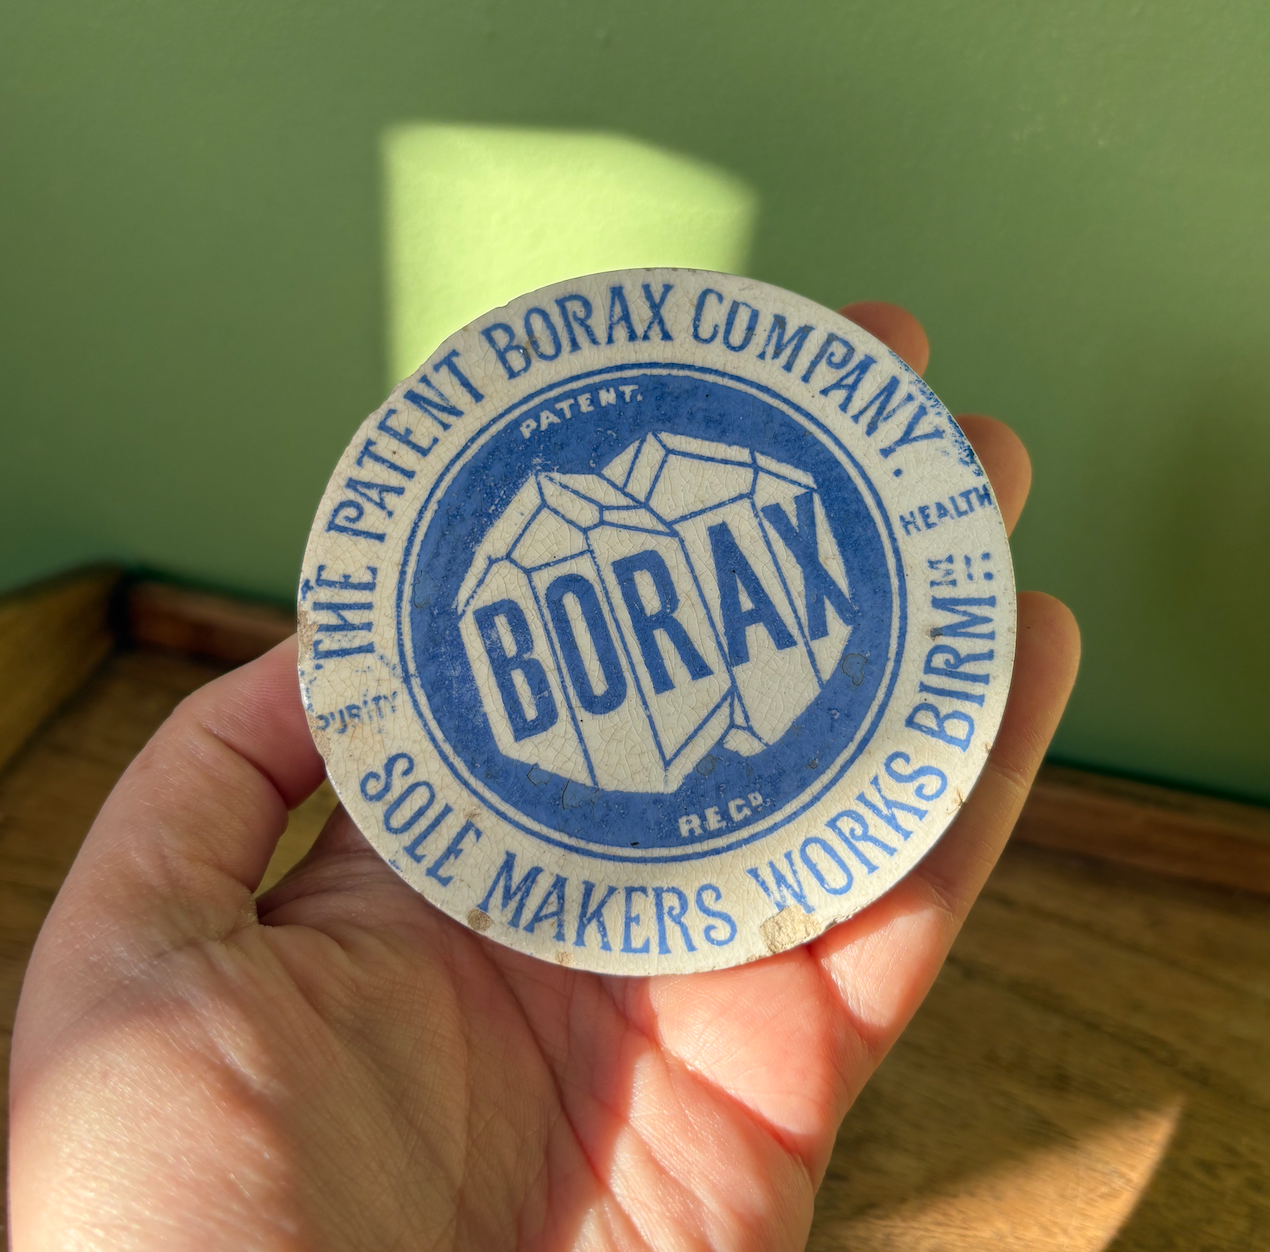 THE PATENT BORAX COMPANY.
HEALTH
PATENT.
BORAX
REGD
PURITY
SOLE MAKERS WORKS BIRMM: